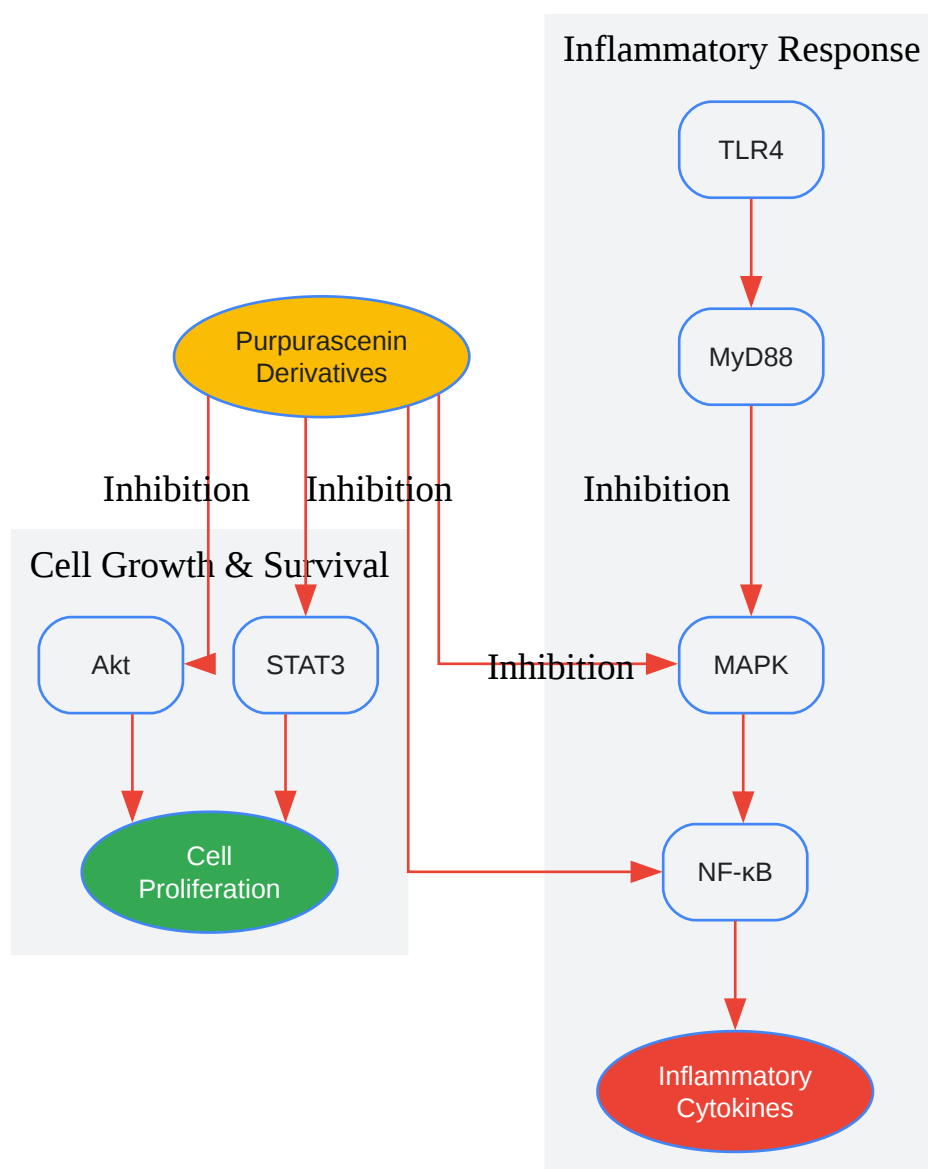 Inflammatory Response
TLR4
MyD88
Purpurascenin
Derivatives
Inhibition
Inhibition
Inhibition
Cell Growth & Survival
Akt
STAT3
Inhibition
MAPK
Cell
Proliferation
NF-κB
Inflammatory
Cytokines